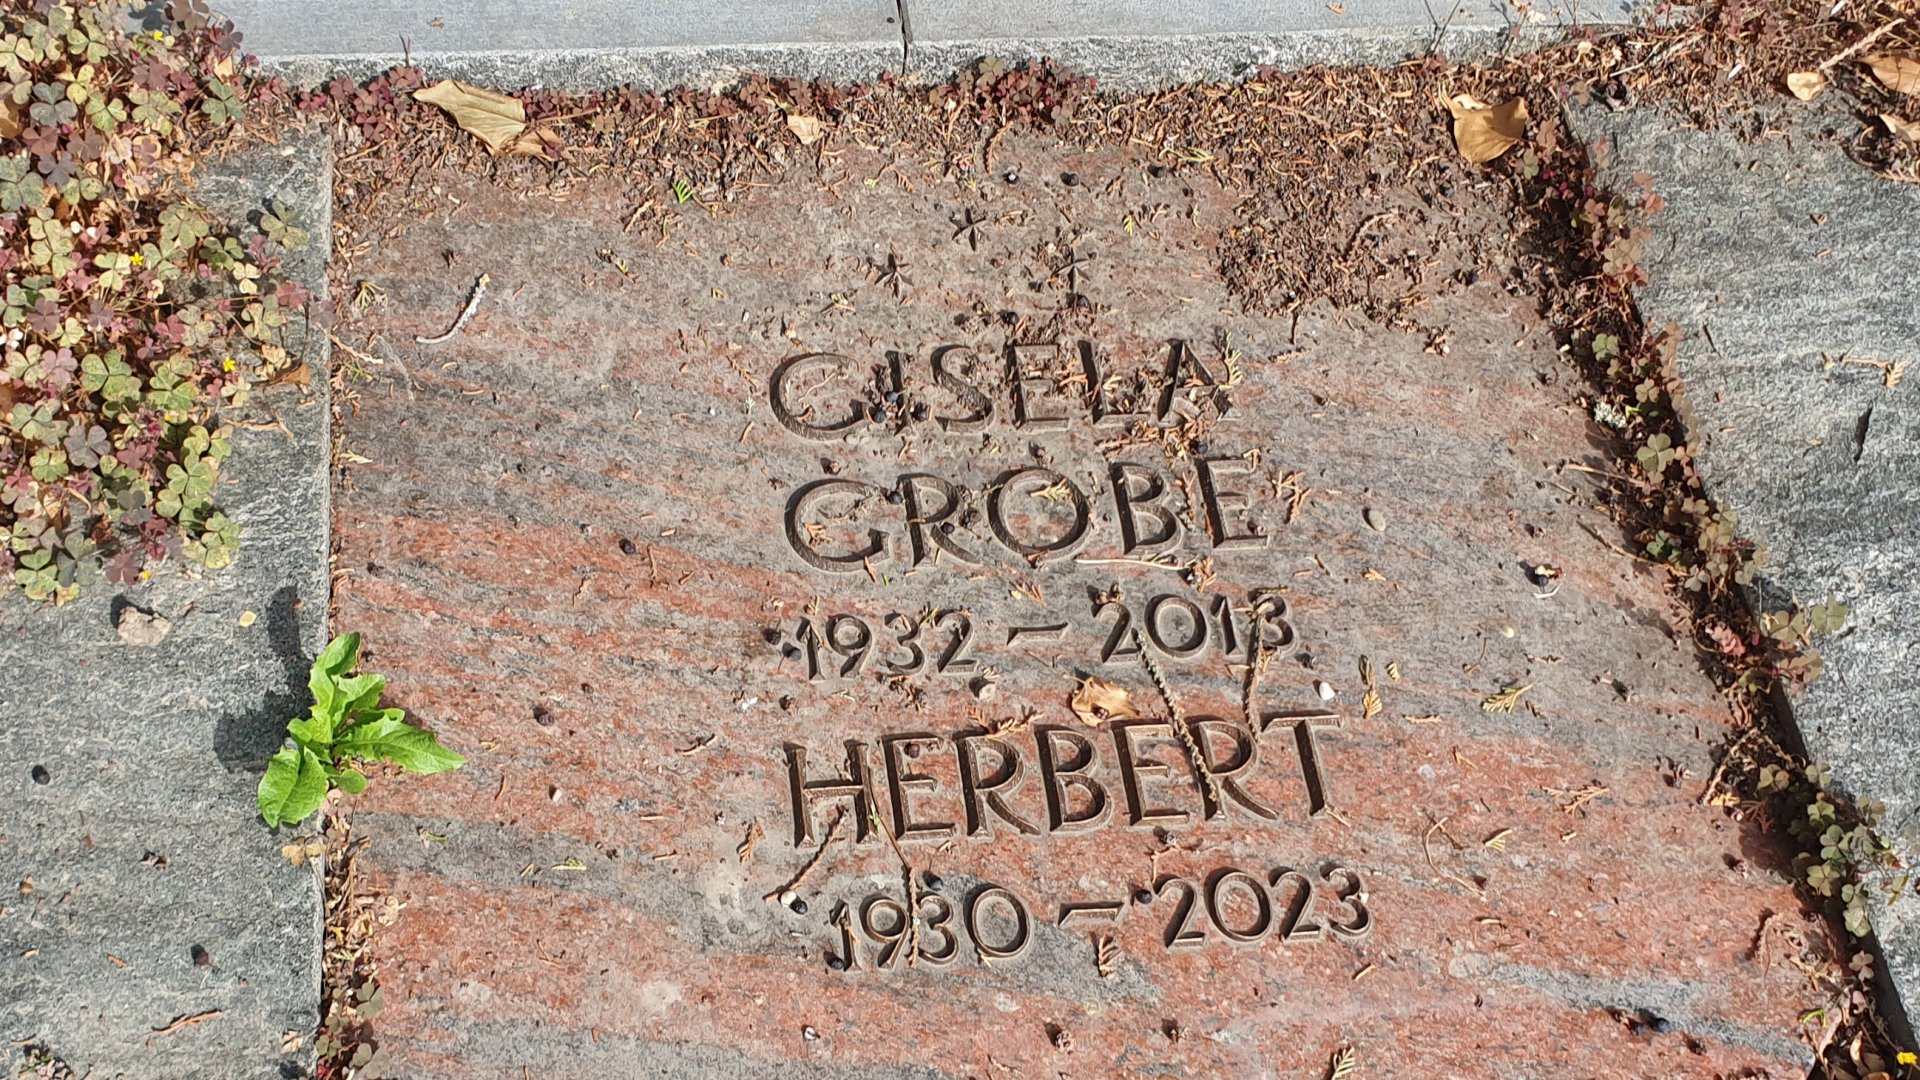 GISELA
GROBE
1932 – 2013
HERBERT
1930 – 2023